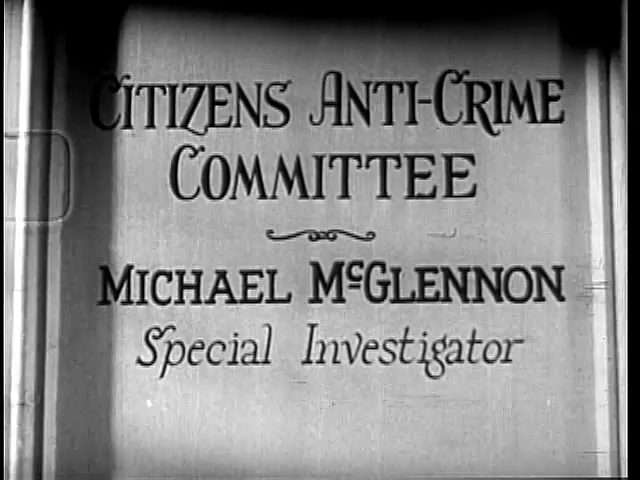 CITIZENS ANTI-CRIME
COMMITTEE
MICHAEL McGLENNON
Special Investigator